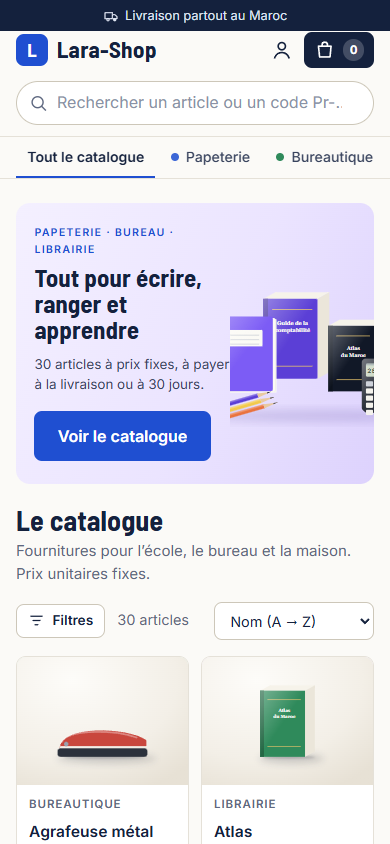 Livraison partout au Maroc
L Lara-Shop
0
Rechercher un article ou un code Pr-..
Tout le catalogue
Papeterie
Bureautique
PAPETERIE · BUREAU ·
LIBRAIRIE
Tout pour écrire,
ranger et
apprendre
30 articles à prix fixes, à payer
à la livraison ou à 30 jours.
Voir le catalogue
Guide de la
omptabilité
Atlas
du Maroc
Le catalogue
Fournitures pour l'école, le bureau et la maison.
Prix unitaires fixes.
Filtres
30 articles
Nom (A → Z)
Atlas
du Maroc
BUREAUTIQUE
Agrafeuse métal
LIBRAIRIE
Atlas